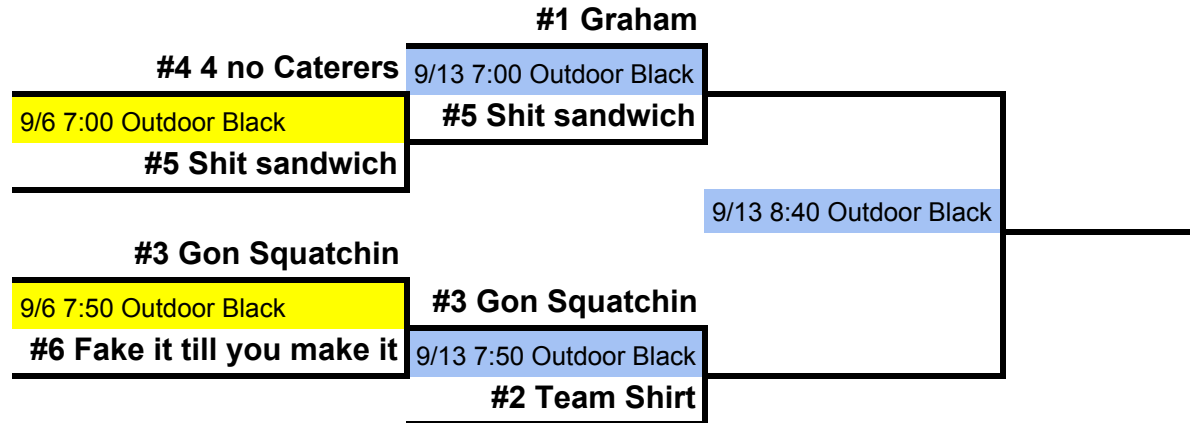 #1 Graham
#4 4 no Caterers
9/13 7:00 Outdoor Black
9/6 7:00 Outdoor Black
#5 Shit sandwich
#5 Shit sandwich
9/13 8:40 Outdoor Black
#3 Gon Squatchin
9/6 7:50 Outdoor Black
#3 Gon Squatchin
#6 Fake it till you make it
9/13 7:50 Outdoor Black
#2 Team Shirt